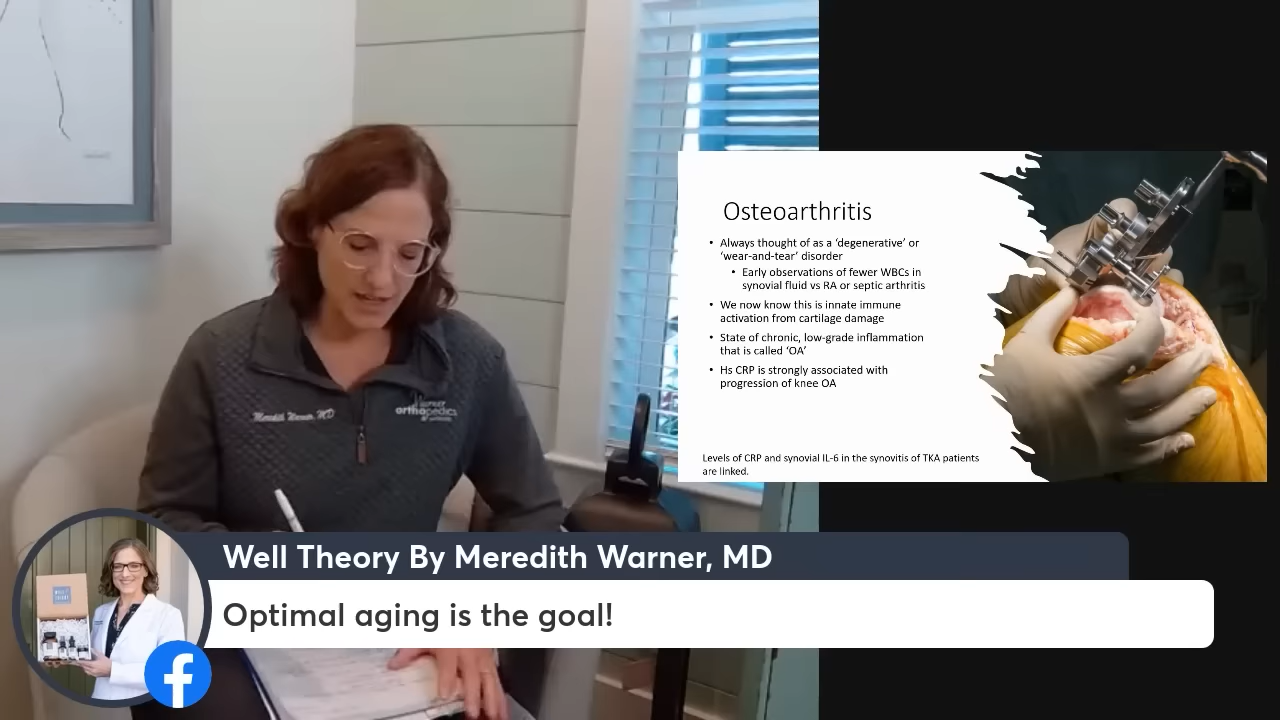 Osteoarthritis
• Always thought of as a ‘degenerative’ or
‘wear-and-tear’ disorder
• Early observations of fewer WBCs in
synovial fluid vs RA or septic arthritis
• We now know this is innate immune
activation from cartilage damage
• State of chronic, low-grade inflammation
that is called ‘OA’
• Hs CRP is strongly associated with
progression of knee OA
Levels of CRP and synovial IL-6 in the synovitis of TKA patients
are linked.
Meredith Warner, MD
Warner
orthopedics
Well Theory By Meredith Warner, MD
Optimal aging is the goal!